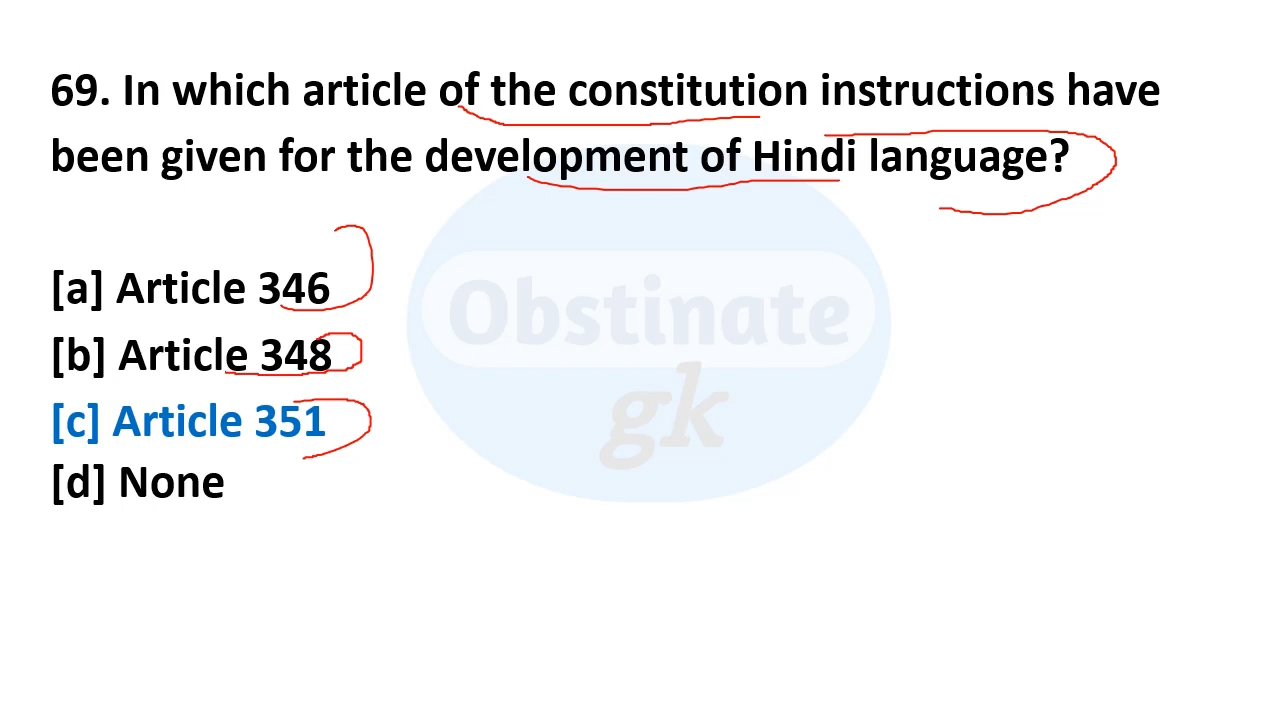 69. In which article of the constitution instructions have
been given for the development of Hindi language?
[a] Article 346
[b] Article 348
[c] Article 351
[d] None
Obstinate
gk